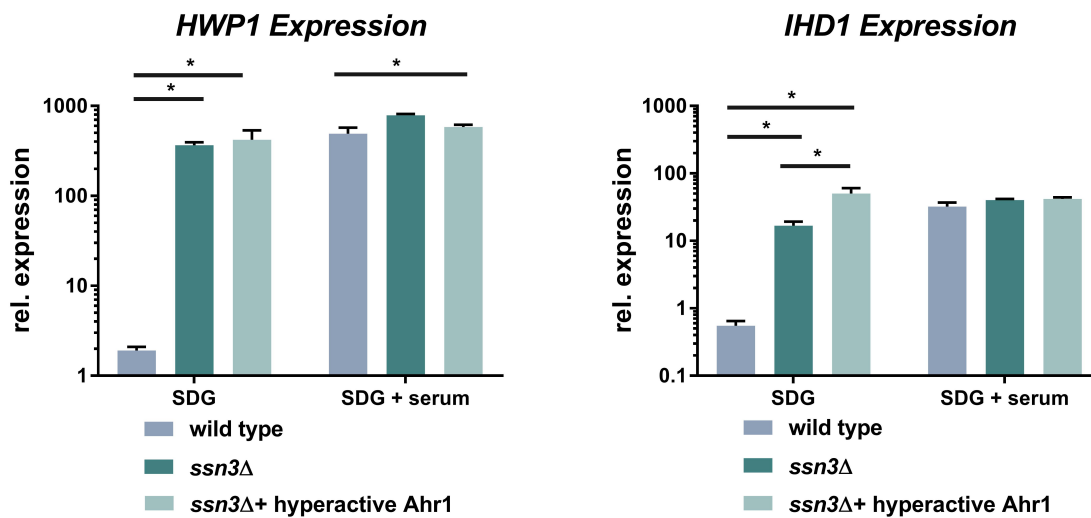 HWP1 Expression
*
*
*
1000
100
10
1
rel. expression
SDG
SDG + serum
wild type
ssn3Δ
ssn3Δ+ hyperactive Ahr1
IHD1 Expression
*
*
*
1000
100
10
1
0.1
rel. expression
SDG
SDG + serum
wild type
ssn3Δ
ssn3Δ+ hyperactive Ahr1